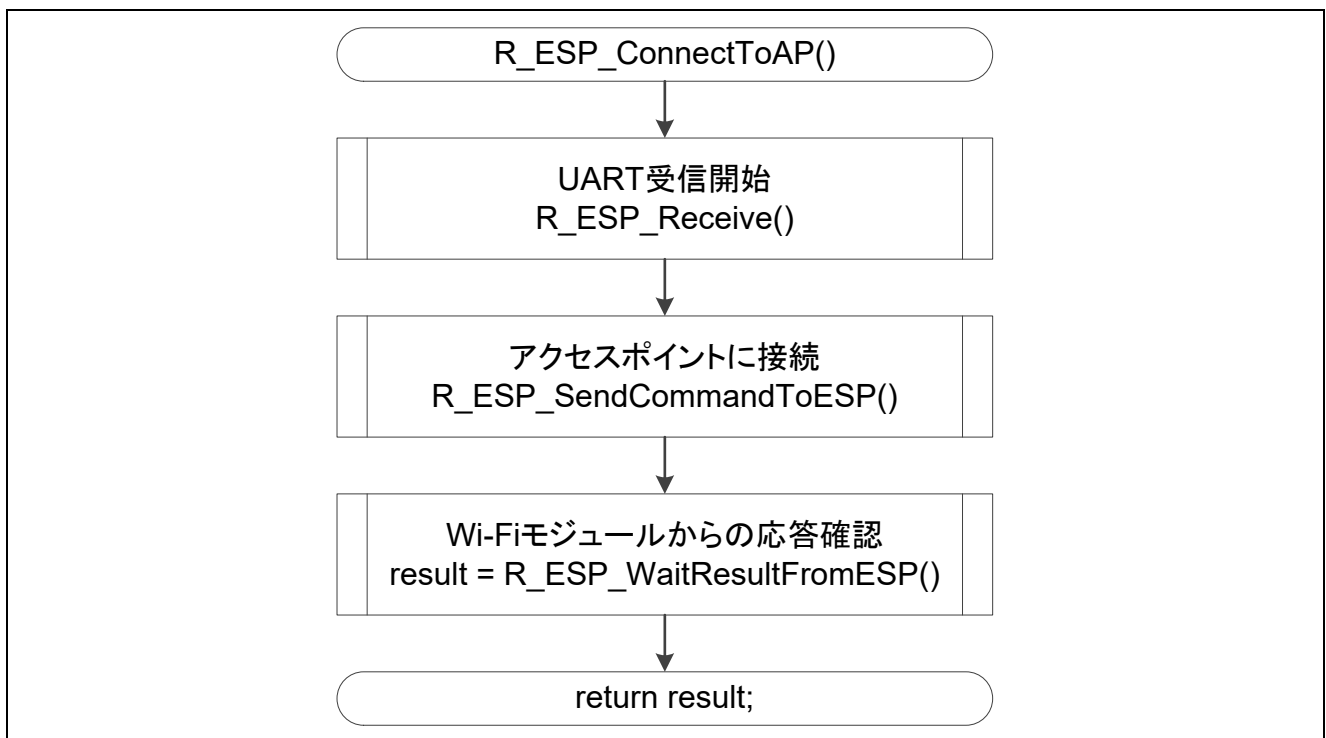 R_ESP_ConnectToAP()
UART受信開始
R_ESP_Receive()
アクセスポイントに接続
R_ESP_SendCommandToESP()
Wi-Fiモジュールからの応答確認
result = R_ESP_WaitResultFromESP()
return result;